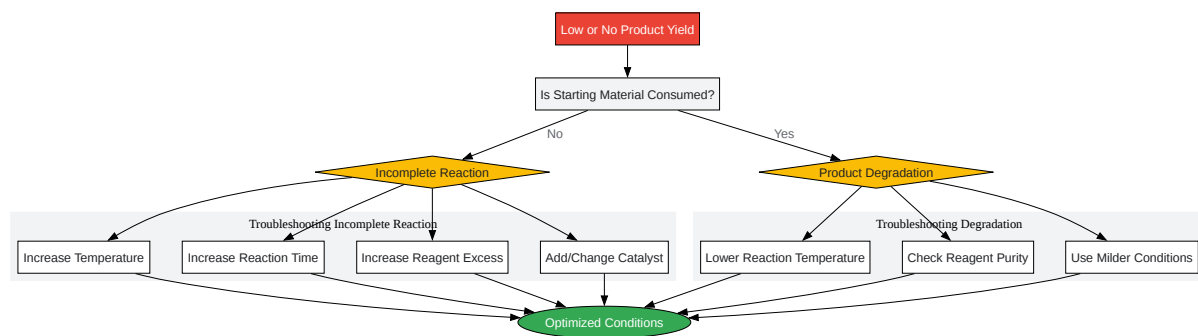 Low or No Product Yield
Is Starting Material Consumed?
No
Yes
Incomplete Reaction
Product Degradation
Troubleshooting Incomplete Reaction
Troubleshooting Degradation
Increase Temperature
Increase Reaction Time
Increase Reagent Excess
Add/Change Catalyst
Lower Reaction Temperature
Check Reagent Purity
Use Milder Conditions
Optimized Conditions